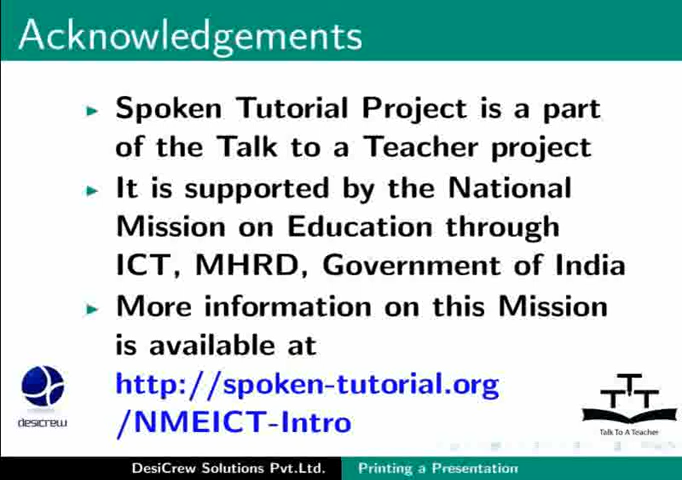 Acknowledgements
Spoken Tutorial Project is a part
of the Talk to a Teacher project
It is supported by the National
Mission on Education through
ICT, MHRD, Government of India
More information on this Mission
is available at
http://spoken-tutorial.org
/NMEICT-Intro
desicrew
TTT
Talk To A Teacher
DesiCrew Solutions Pvt.Ltd.
Printing a Presentation